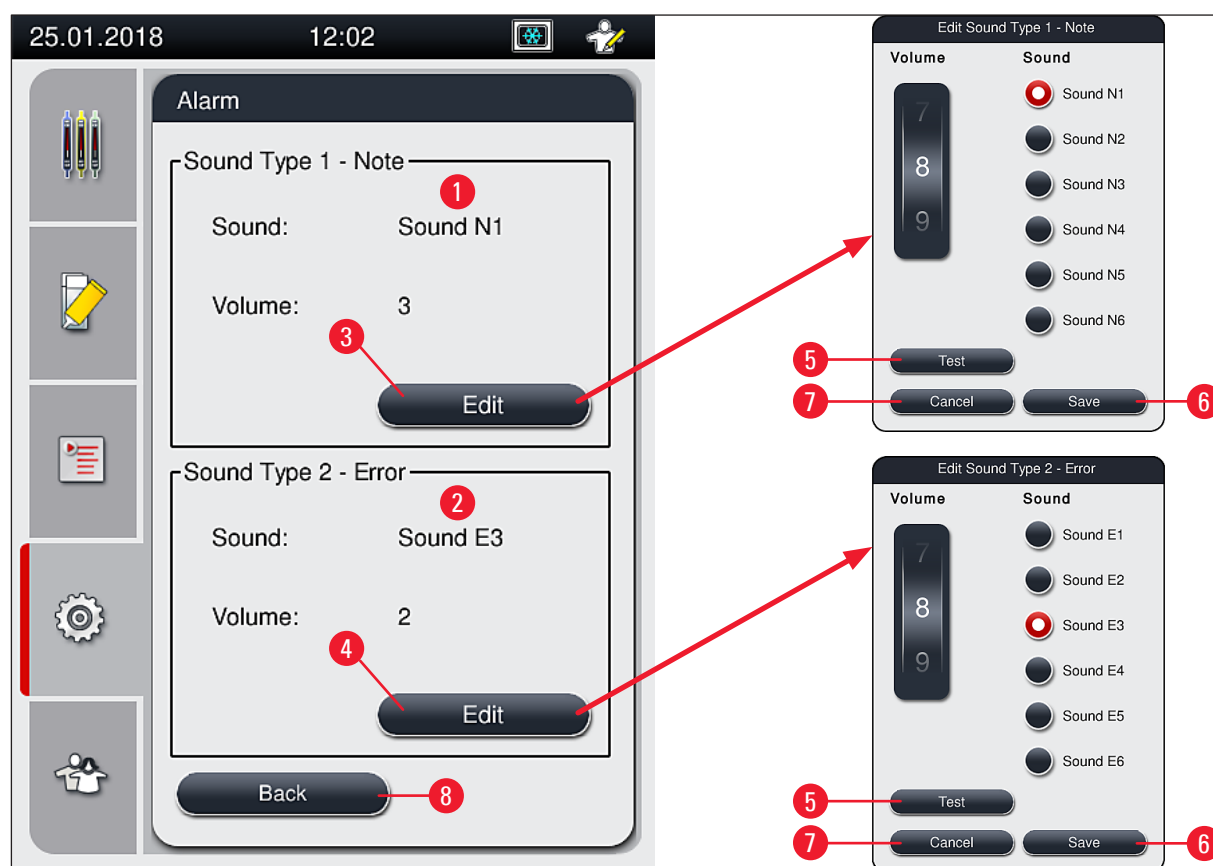 25.01.2018 12:02
Alarm
Sound Type 1 - Note
1
Sound: Sound N1
Volume: 3
3
Edit
Sound Type 2 - Error
2
Sound: Sound E3
Volume: 2
4
Edit
Back
8
Edit Sound Type 1 - Note
Volume Sound
7
8
9
Sound N1
Sound N2
Sound N3
Sound N4
Sound N5
Sound N6
5 Test
7 Cancel Save 6
Edit Sound Type 2 - Error
Volume Sound
7
8
9
Sound E1
Sound E2
Sound E3
Sound E4
Sound E5
Sound E6
5 Test
7 Cancel Save 6